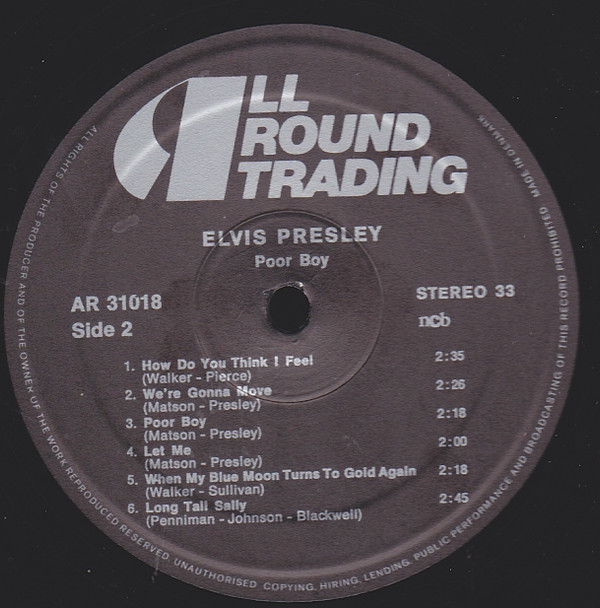 ALL
ROUND
TRADING
ELVIS PRESLEY
Poor Boy
AR 31018
Side 2
STEREO 33
ncb
1. How Do You Think I Feel 2:35
(Walker - Pierce)
2. We're Gonna Move 2:26
(Matson - Presley)
3. Poor Boy 2:18
(Matson - Presley)
4. Let Me 2:00
(Matson - Presley)
5. When My Blue Moon Turns To Gold Again 2:18
(Walker - Sullivan)
6. Long Tall Sally 2:45
(Penniman - Johnson - Blackwell)
ALL RIGHTS OF THE PRODUCER AND OF THE OWNER OF THE WORK REPRODUCED RESERVED. UNAUTHORISED COPYING, HIRING, LENDING, PUBLIC PERFORMANCE AND BROADCASTING OF THIS RECORD PROHIBITED MADE IN DENMARK